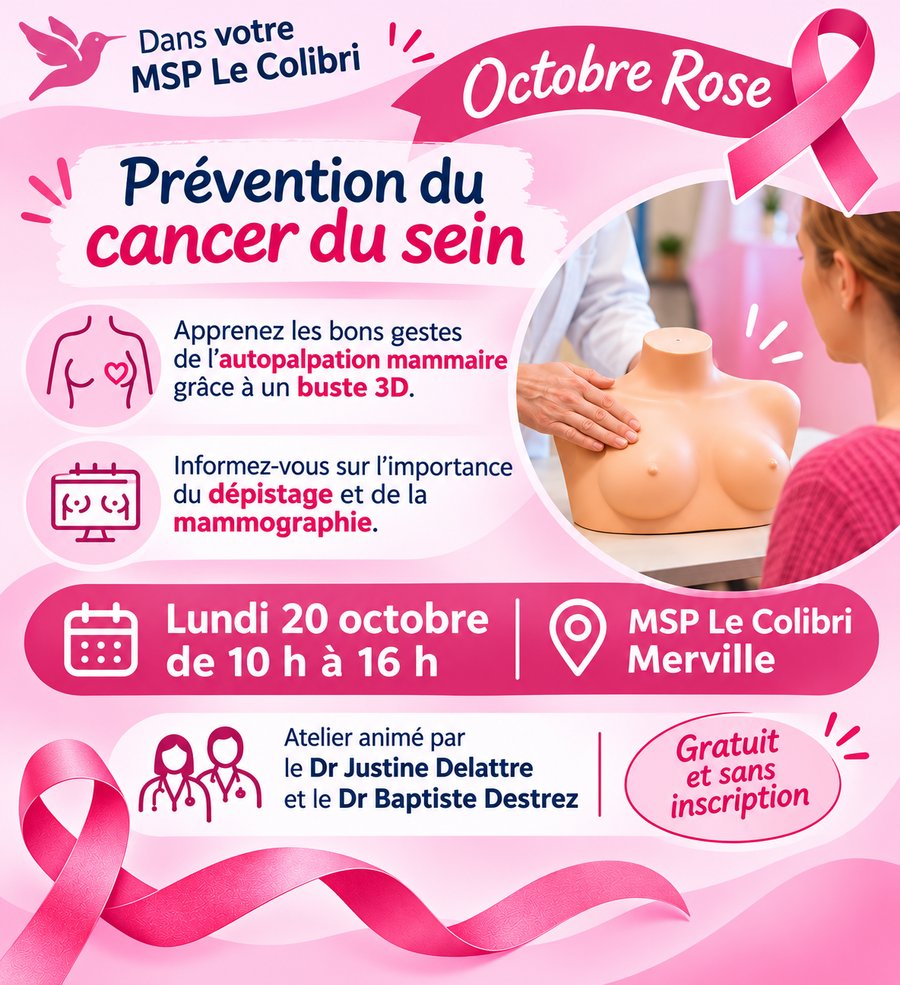 Dans votre
MSP Le Colibri
Octobre Rose
Prévention du
cancer du sein
Apprenez les bons gestes
de l'autopalpation mammaire
grâce à un buste 3D.
Informez-vous sur l'importance
du dépistage et de la
mammographie.
Lundi 20 octobre
de 10 h à 16 h
MSP Le Colibri
Merville
Atelier animé par
le Dr Justine Delattre
et le Dr Baptiste Destrez
Gratuit
et sans
inscription